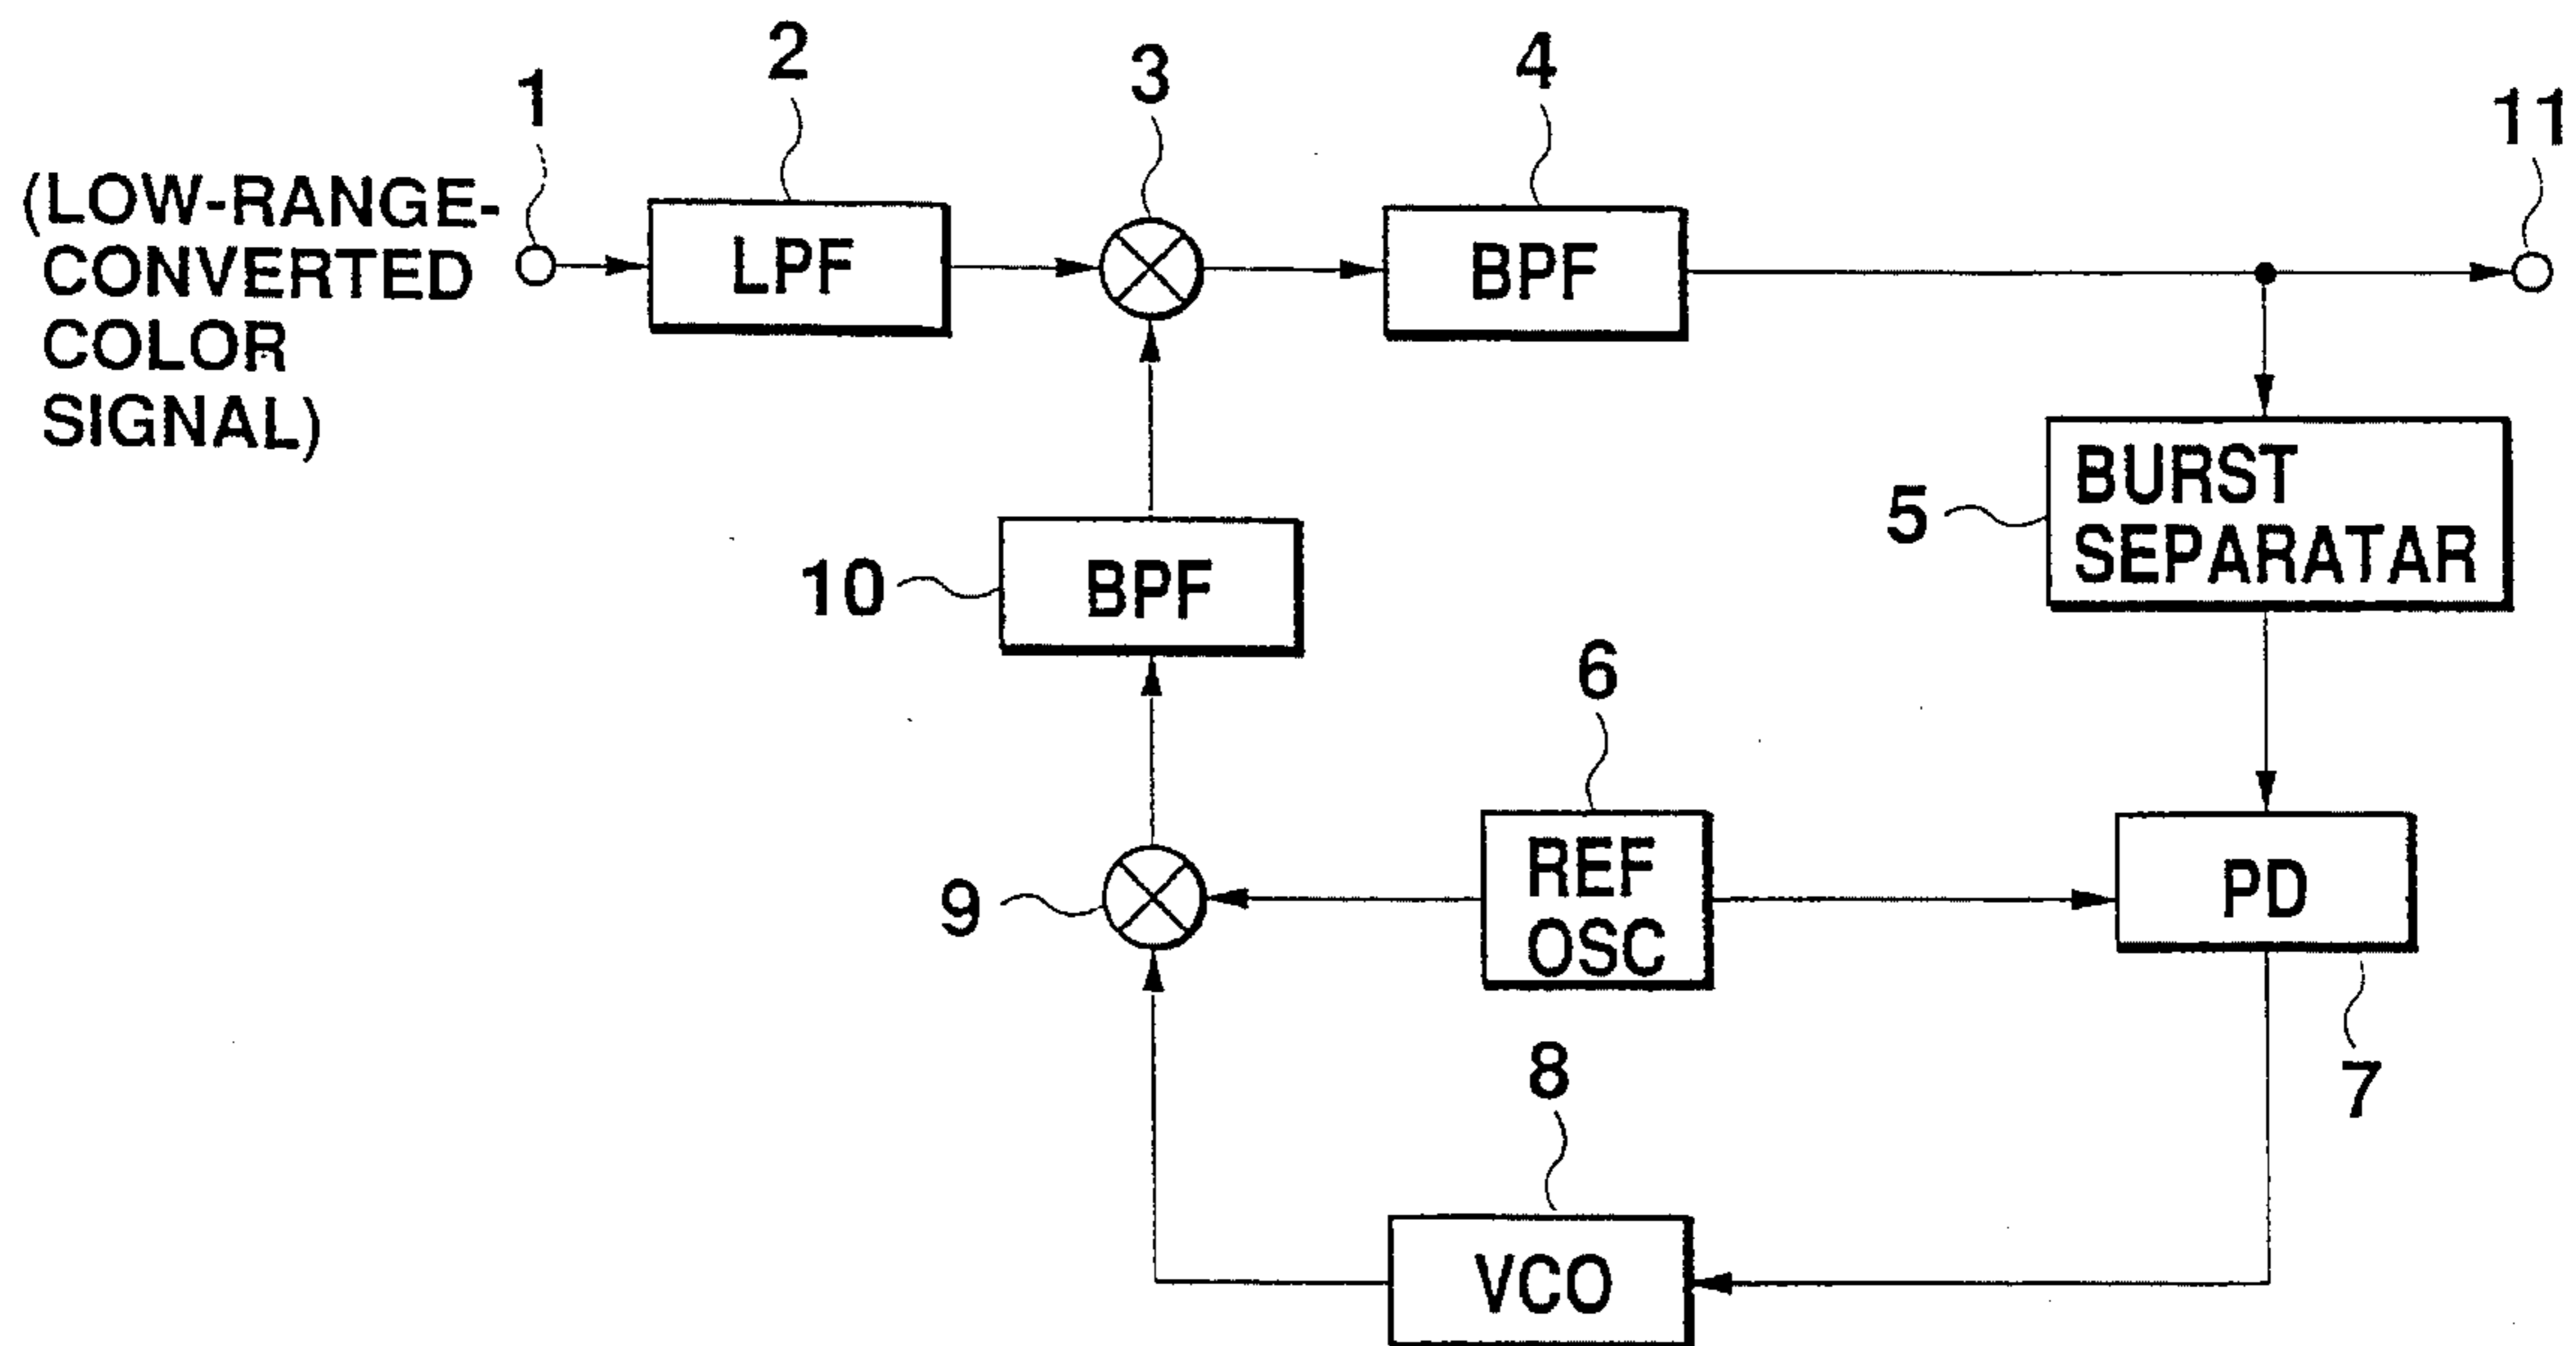 1
2
3
4
11
(LOW-RANGE-
CONVERTED
COLOR
SIGNAL)
LPF
BPF
5
BURST
SEPARATAR
10
BPF
6
REF
OSC
9
PD
7
8
VCO